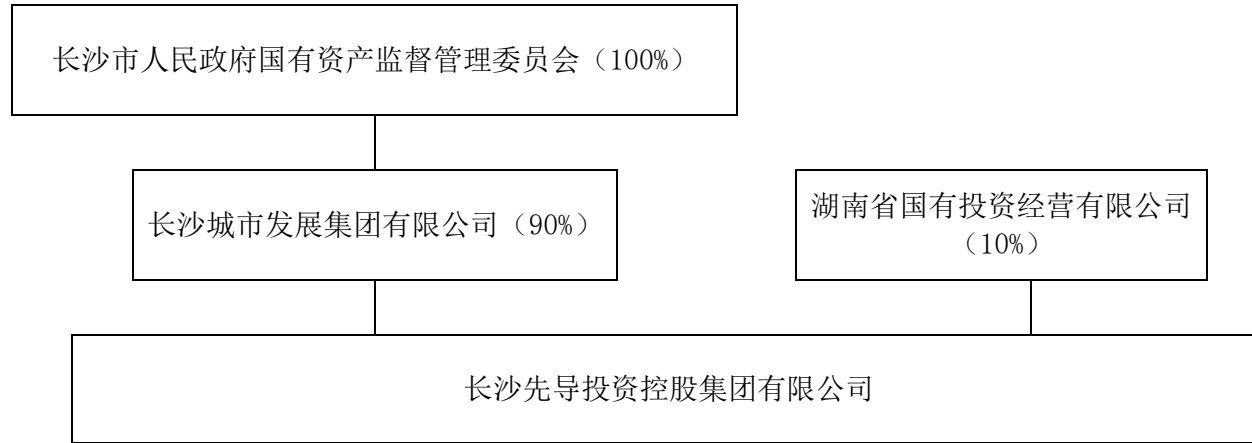 长沙市人民政府国有资产监督管理委员会（100%）
长沙城市发展集团有限公司（90%）
湖南省国有投资经营有限公司
（10%）
长沙先导投资控股集团有限公司